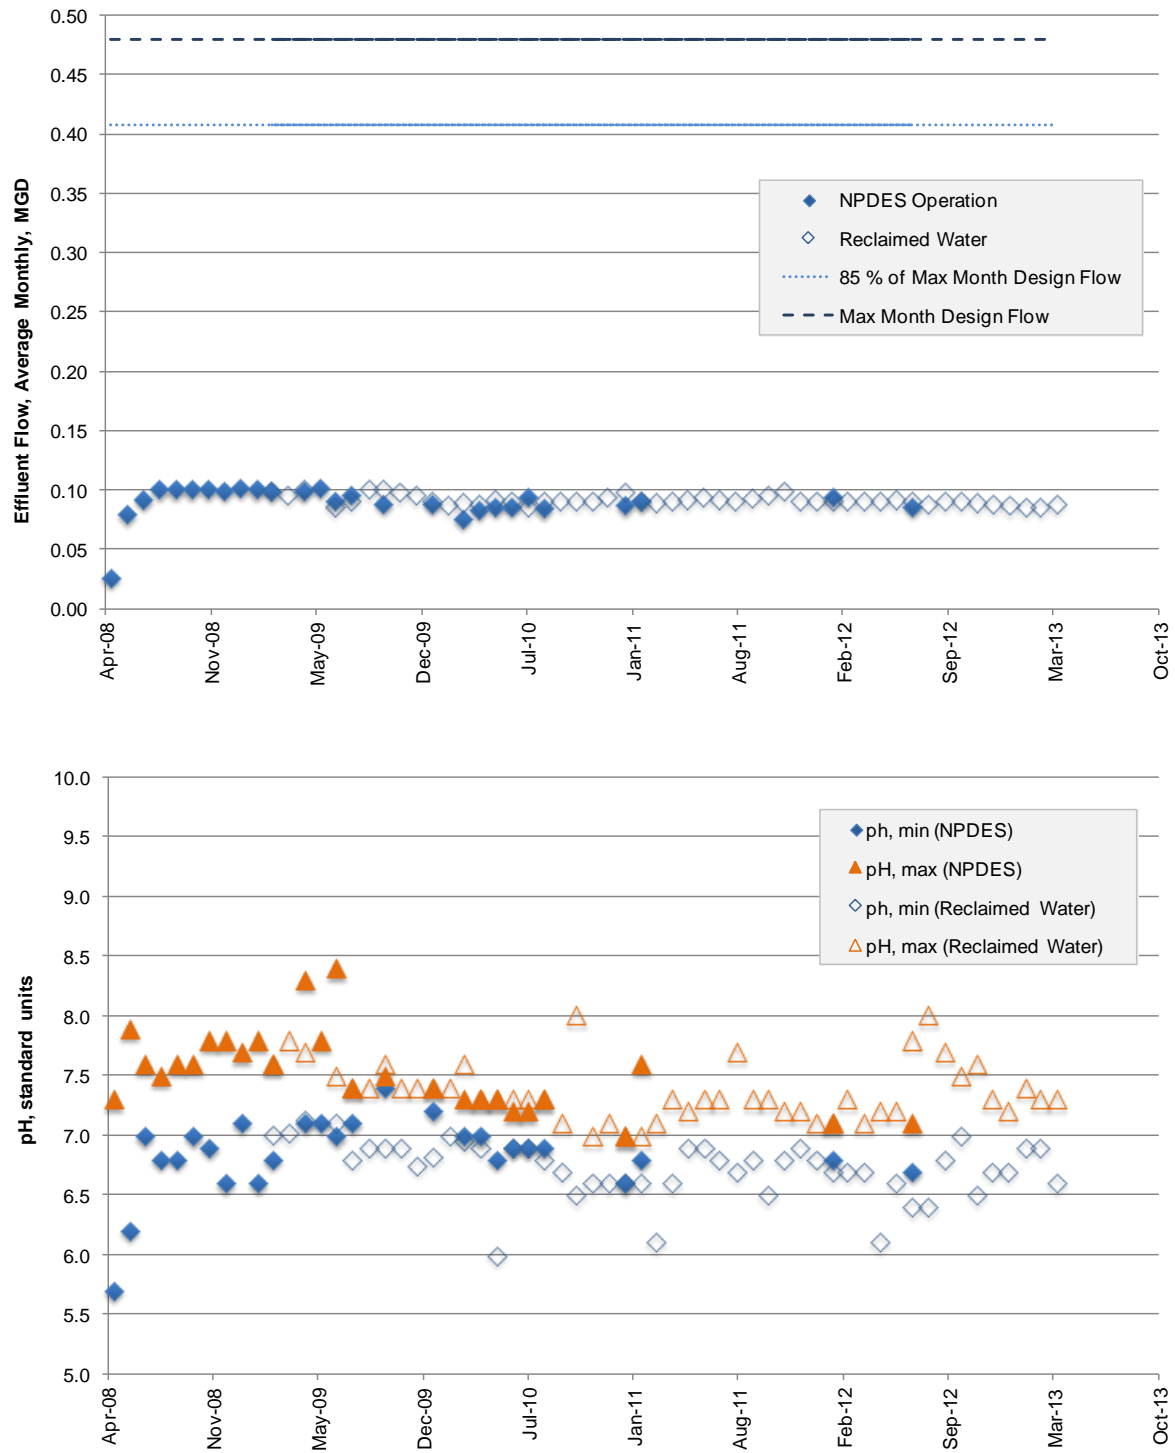 0.50
0.45
0.40
0.35
0.30
0.25
0.20
0.15
0.10
0.05
0.00
Effluent Flow, Average Monthly, MGD
NPDES Operation
Reclaimed Water
85 % of Max Month Design Flow
Max Month Design Flow
Apr-08
Nov-08
May-09
Dec-09
Jul-10
Jan-11
Aug-11
Feb-12
Sep-12
Mar-13
Oct-13
10.0
9.5
9.0
8.5
8.0
7.5
7.0
6.5
6.0
5.5
5.0
pH, standard units
ph, min (NPDES)
pH, max (NPDES)
ph, min (Reclaimed Water)
pH, max (Reclaimed Water)
Apr-08
Nov-08
May-09
Dec-09
Jul-10
Jan-11
Aug-11
Feb-12
Sep-12
Mar-13
Oct-13